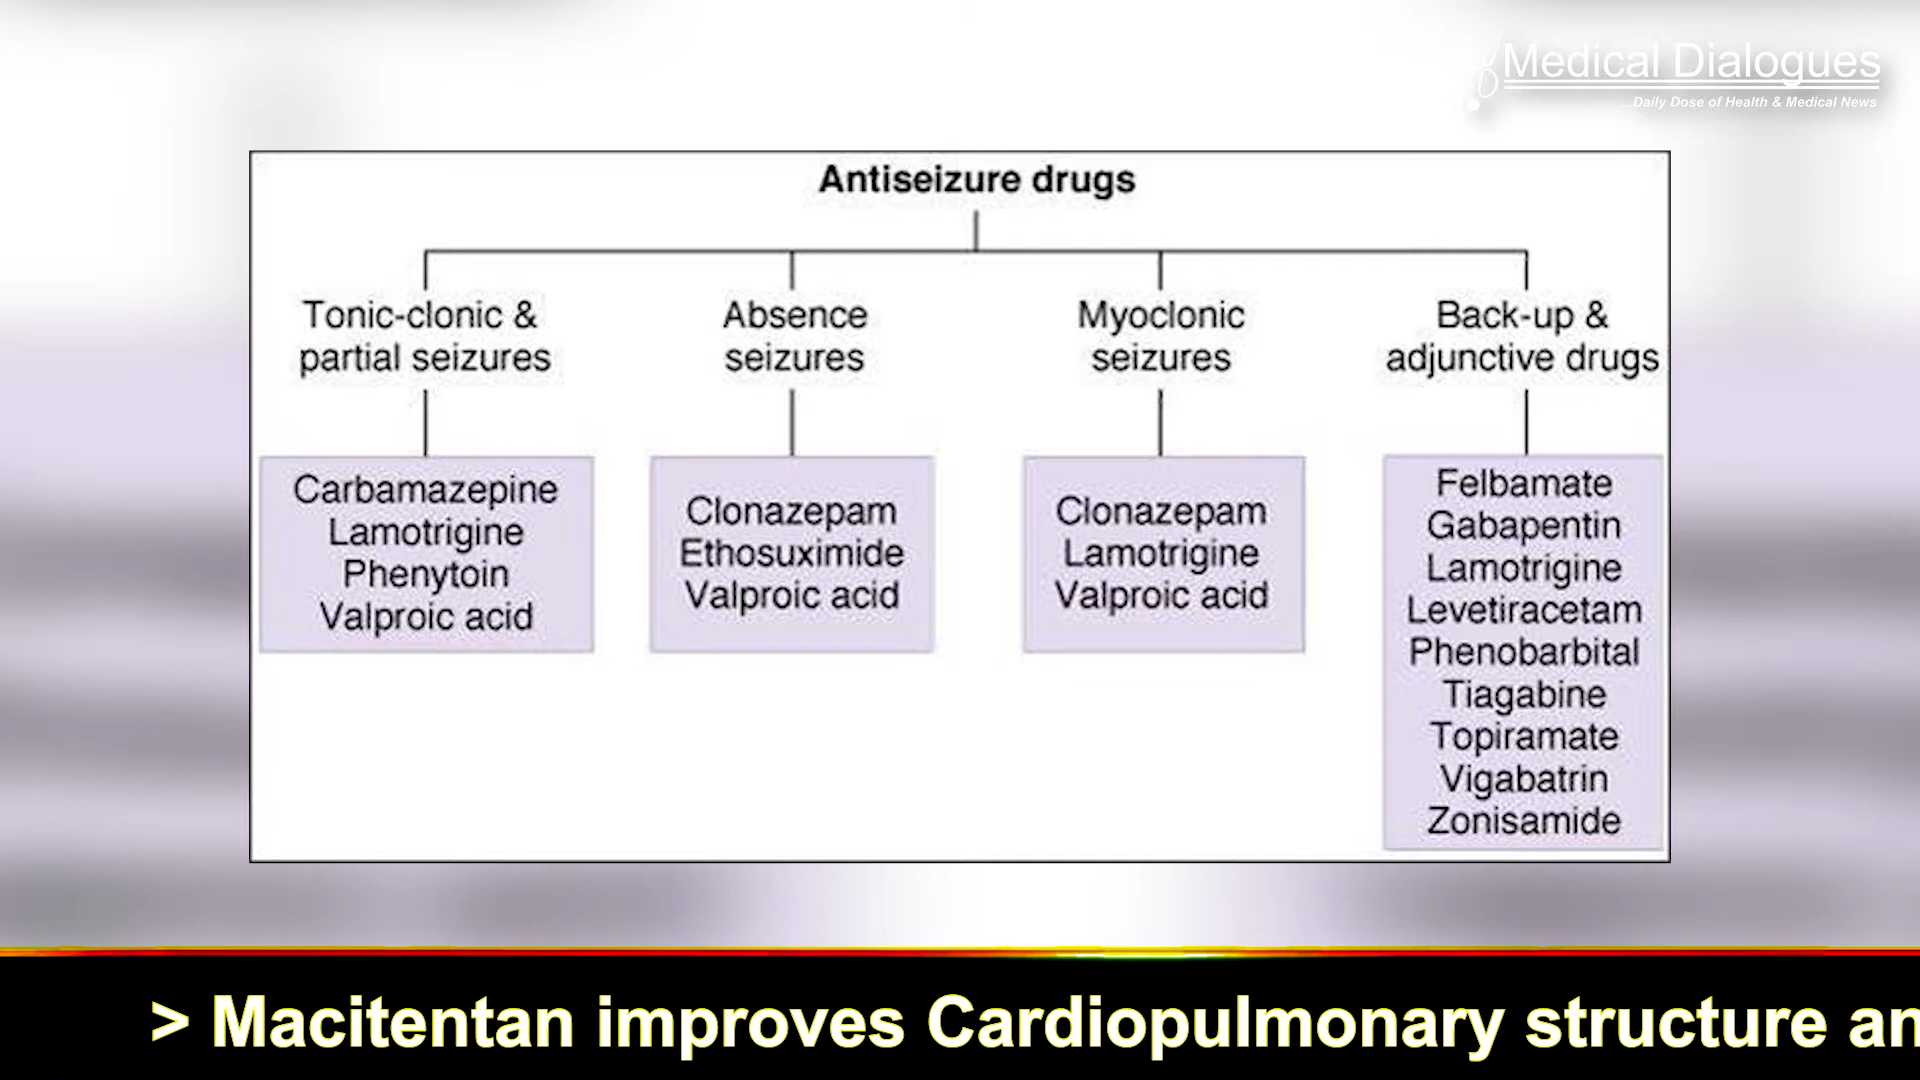 Medical Dialogues
....Daily Dose of Health & Medical News
Antiseizure drugs
Tonic-clonic &
partial seizures
Absence
seizures
Myoclonic
seizures
Back-up &
adjunctive drugs
Carbamazepine
Lamotrigine
Phenytoin
Valproic acid
Clonazepam
Ethosuximide
Valproic acid
Clonazepam
Lamotrigine
Valproic acid
Felbamate
Gabapentin
Lamotrigine
Levetiracetam
Phenobarbital
Tiagabine
Topiramate
Vigabatrin
Zonisamide
> Macitentan improves Cardiopulmonary structure an